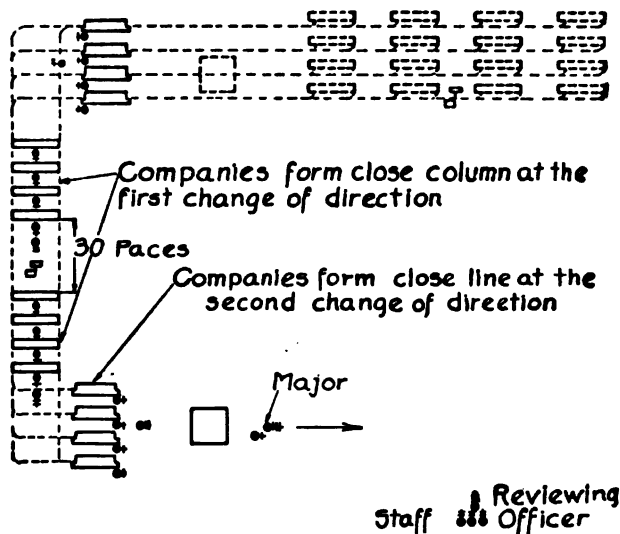 Companies form close column at the
first change of direction
30 Paces
Companies form close line at the
second change of direction
Major
Reviewing
Staff Officer